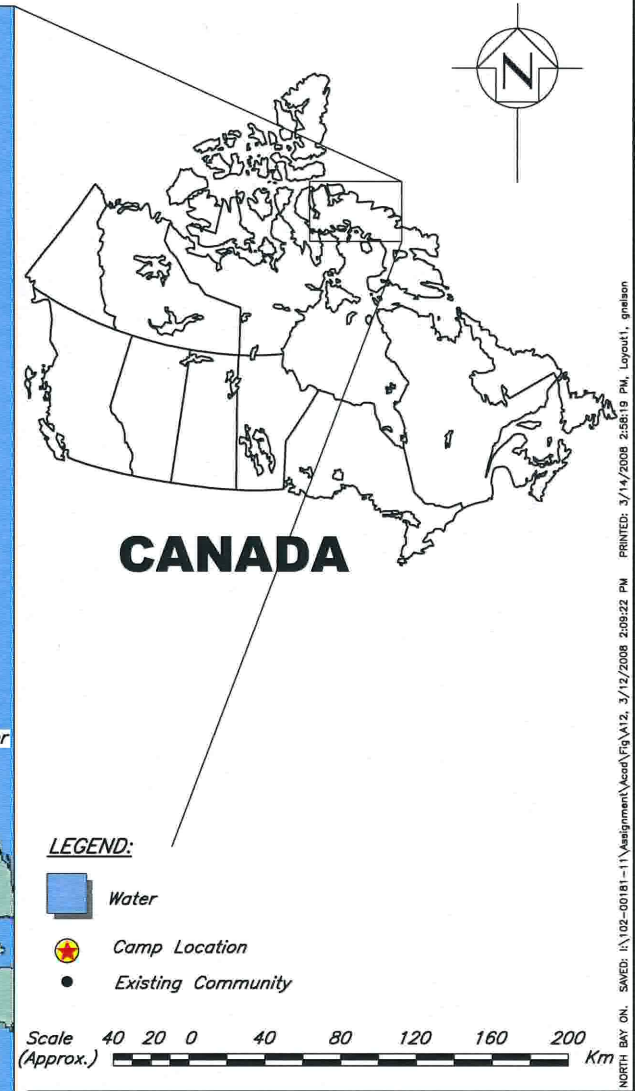 N
CANADA
r
LEGEND:
Water
Camp Location
Existing Community
Scale
(Approx.)
40 20 0 40 80 120 160 200
Km
NORTH BAY ON. SAVED: I:\102-00181-11\Assignment\Acad\Fig\A12, 3/12/2008 2:09:22 PM PRINTED: 3/14/2008 2:58:19 PM, Layout1, gnelson